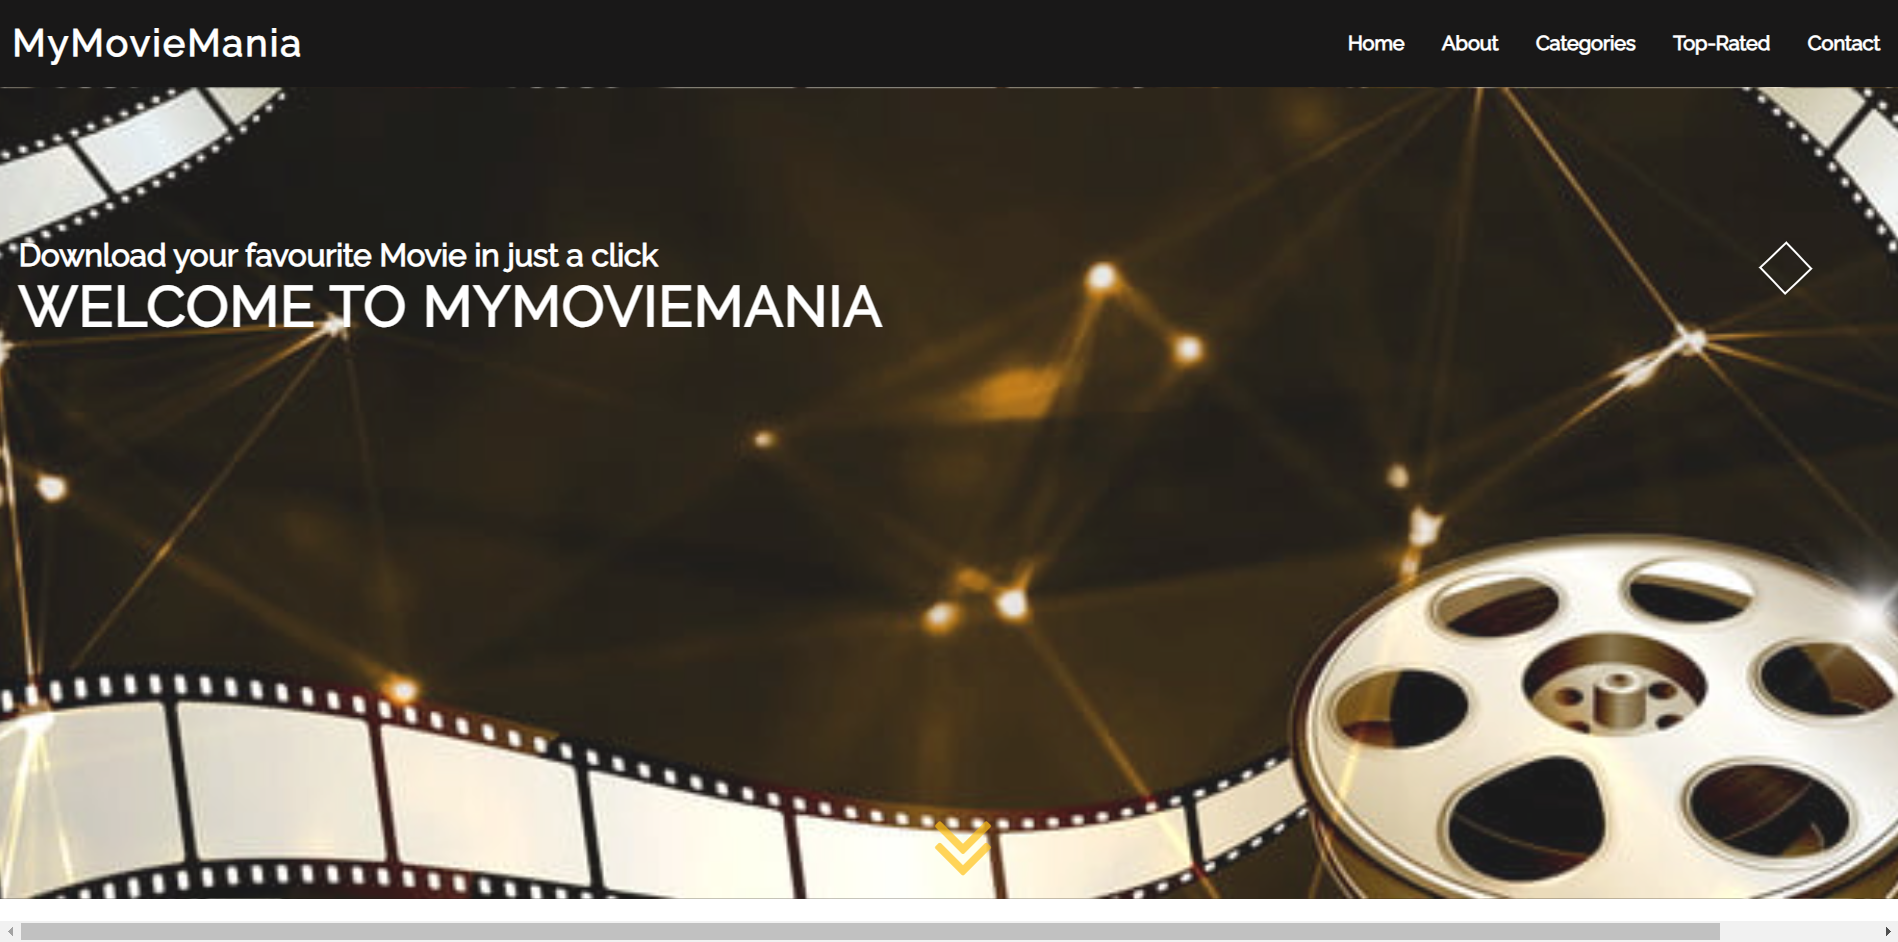 MyMovieMania
Home About Categories Top-Rated Contact
Download your favourite Movie in just a click
WELCOME TO MYMOVIEMANIA